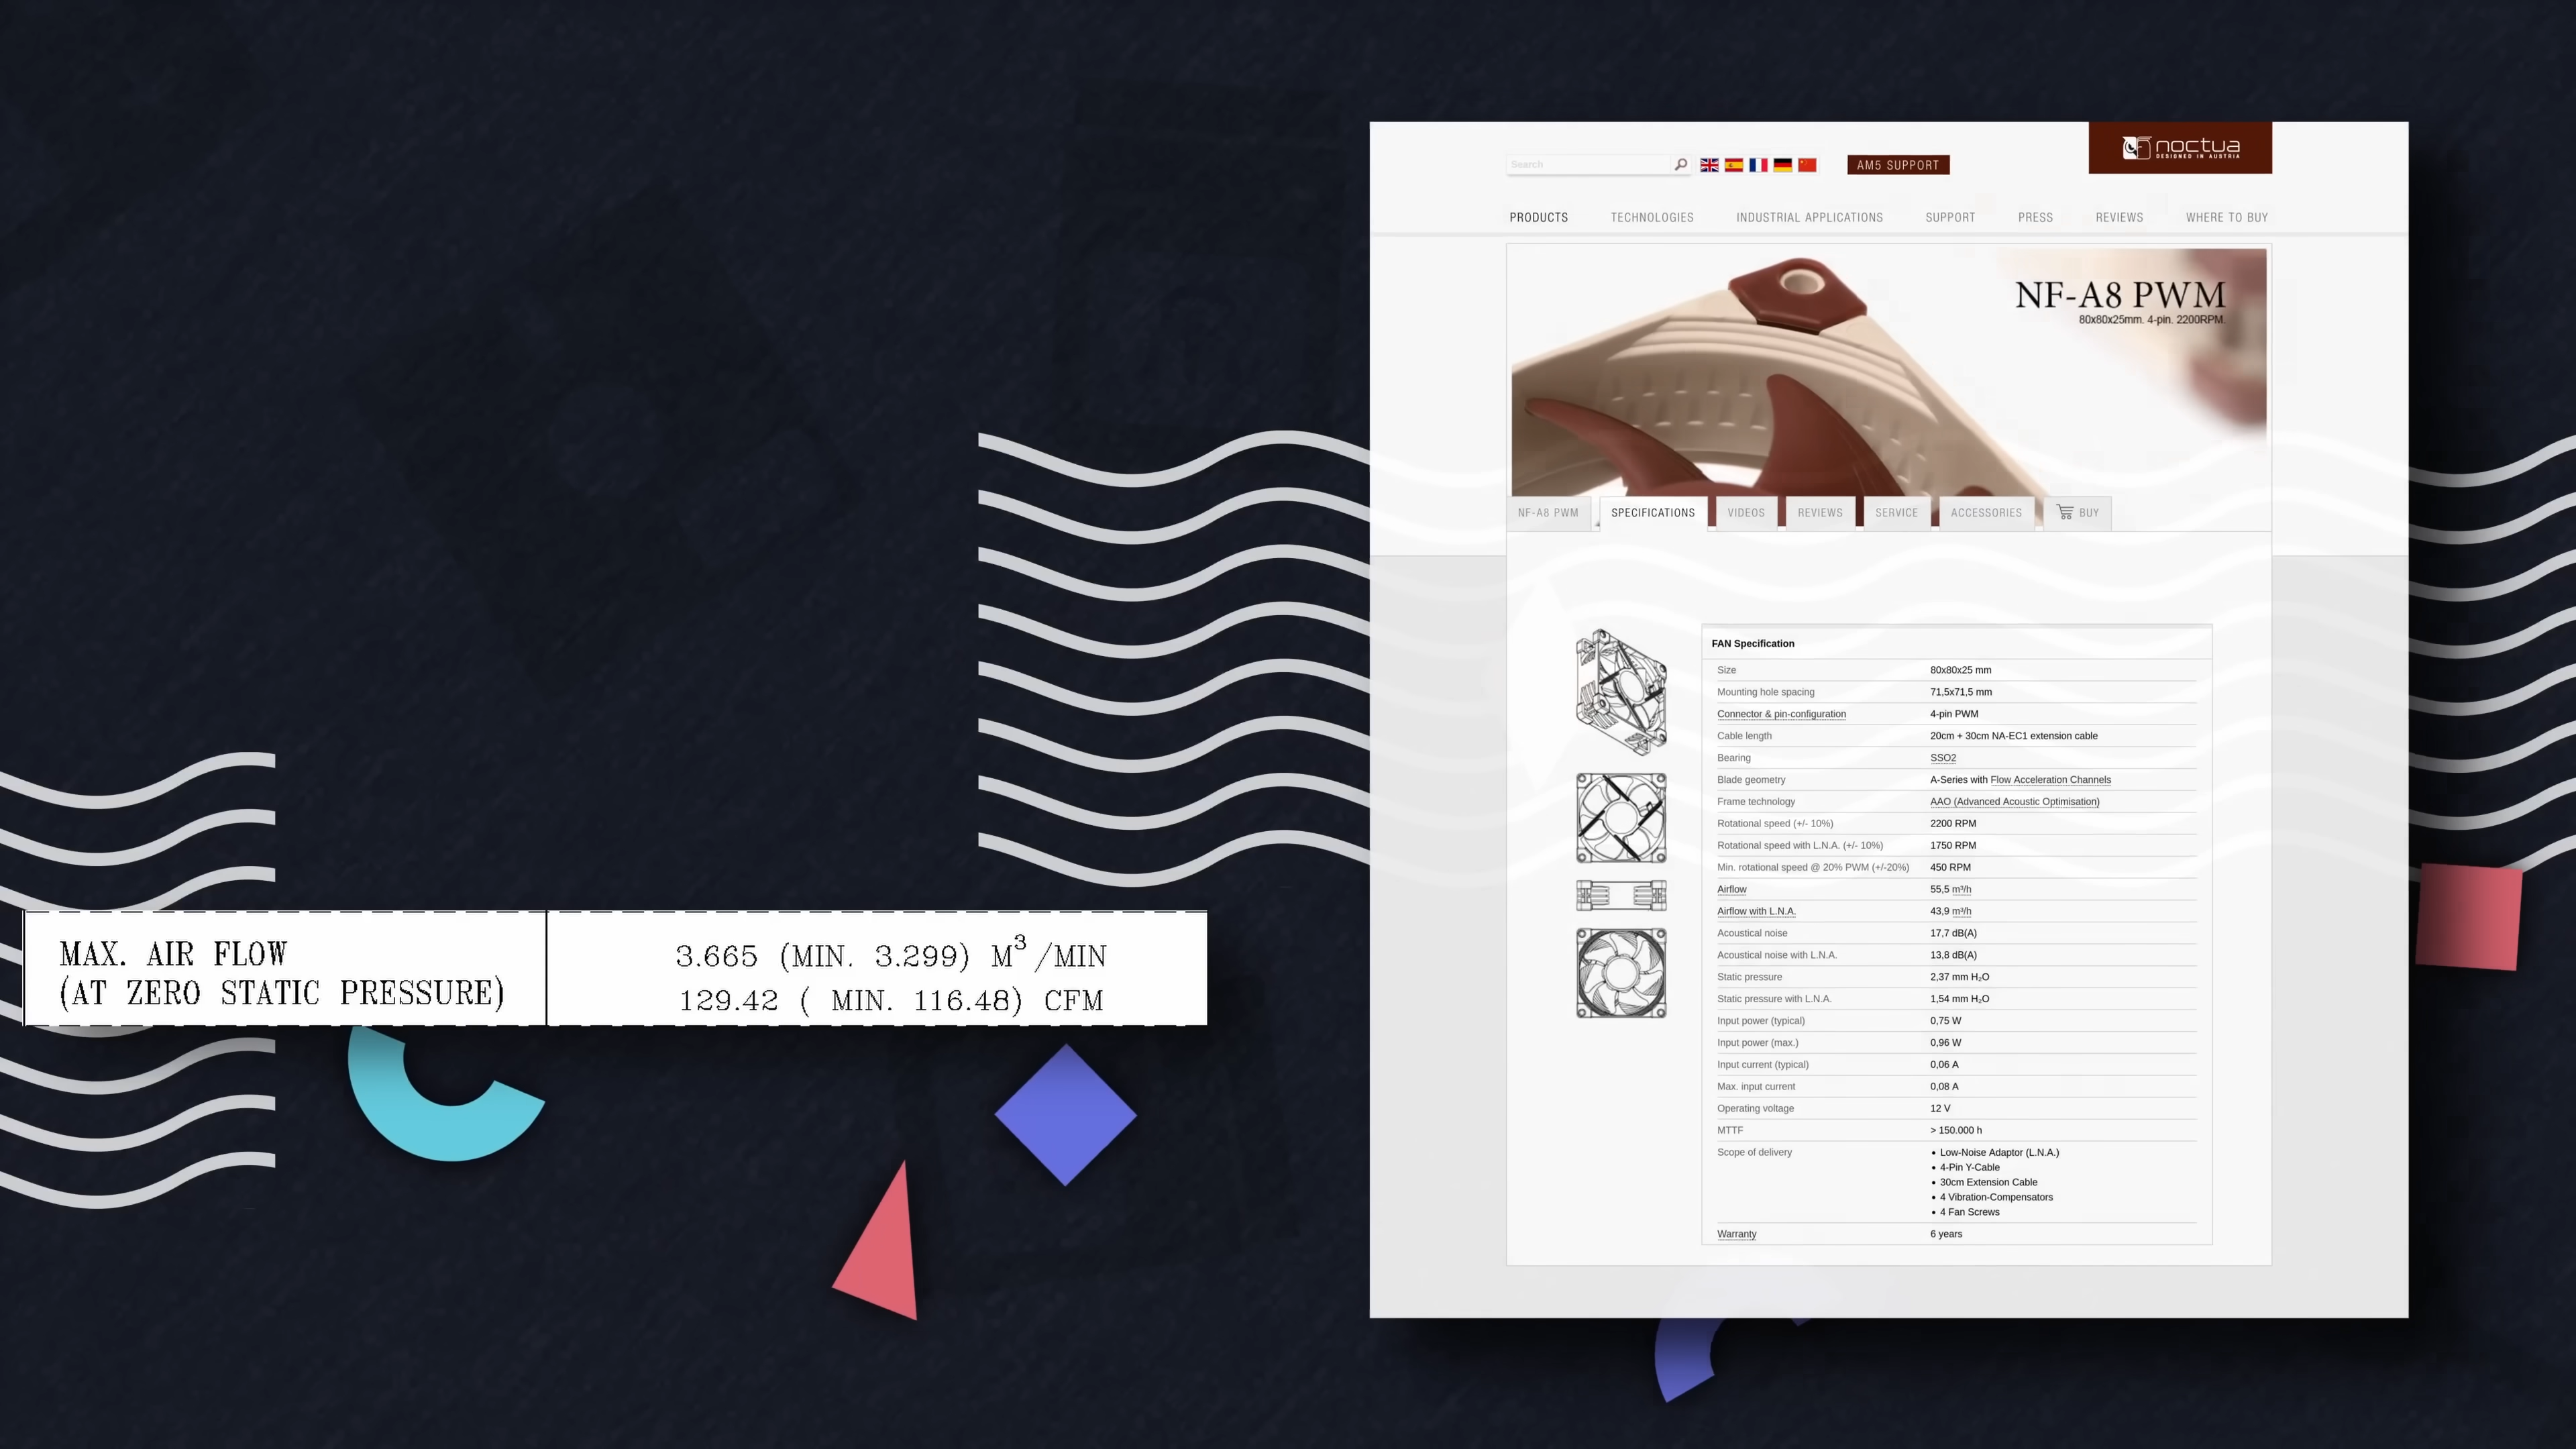 MAX. AIR FLOW
(AT ZERO STATIC PRESSURE)
3.665 (MIN. 3.299) M³/MIN
129.42 ( MIN. 116.48) CFM
Search
AM5 SUPPORT
noctua
DESIGNED IN AUSTRIA
PRODUCTS TECHNOLOGIES INDUSTRIAL APPLICATIONS SUPPORT PRESS REVIEWS WHERE TO BUY
NF-A8 PWM
80x80x25mm. 4-pin. 2200RPM.
NF-A8 PWM SPECIFICATIONS VIDEOS REVIEWS SERVICE ACCESSORIES BUY
FAN Specification
Size 80x80x25 mm
Mounting hole spacing 71,5x71,5 mm
Connector & pin-configuration 4-pin PWM
Cable length 20cm + 30cm NA-EC1 extension cable
Bearing SSO2
Blade geometry A-Series with Flow Acceleration Channels
Frame technology AAO (Advanced Acoustic Optimisation)
Rotational speed (+/- 10%) 2200 RPM
Rotational speed with L.N.A. (+/- 10%) 1750 RPM
Min. rotational speed @ 20% PWM (+/-20%) 450 RPM
Airflow 55,5 m³/h
Airflow with L.N.A. 43,9 m³/h
Acoustical noise 17,7 dB(A)
Acoustical noise with L.N.A. 13,8 dB(A)
Static pressure 2,37 mm H₂O
Static pressure with L.N.A. 1,54 mm H₂O
Input power (typical) 0,75 W
Input power (max.) 0,96 W
Input current (typical) 0,06 A
Max. input current 0,08 A
Operating voltage 12 V
MTTF > 150.000 h
Scope of delivery • Low-Noise Adaptor (L.N.A.)
• 4-Pin Y-Cable
• 30cm Extension Cable
• 4 Vibration-Compensators
• 4 Fan Screws
Warranty 6 years